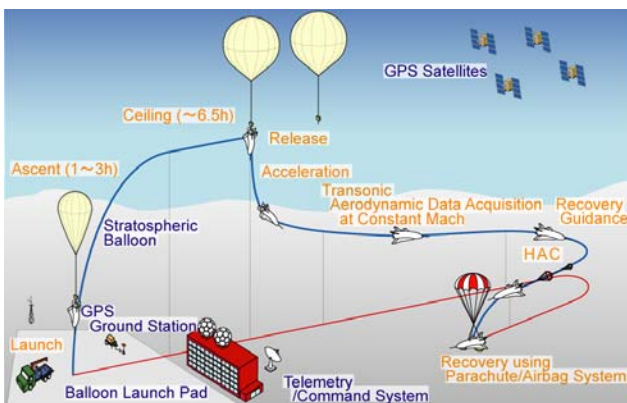 GPS Satellites
Ceiling (～6.5h)
Release
Ascent (1～3h)
Acceleration
Transonic
Aerodynamic Data Acquisition
at Constant Mach
Recovery
Guidance
Stratospheric
Balloon
HAC
GPS
Ground Station
Launch
Recovery using
Parachute/Airbag System
Balloon Launch Pad
Telemetry
/Command System